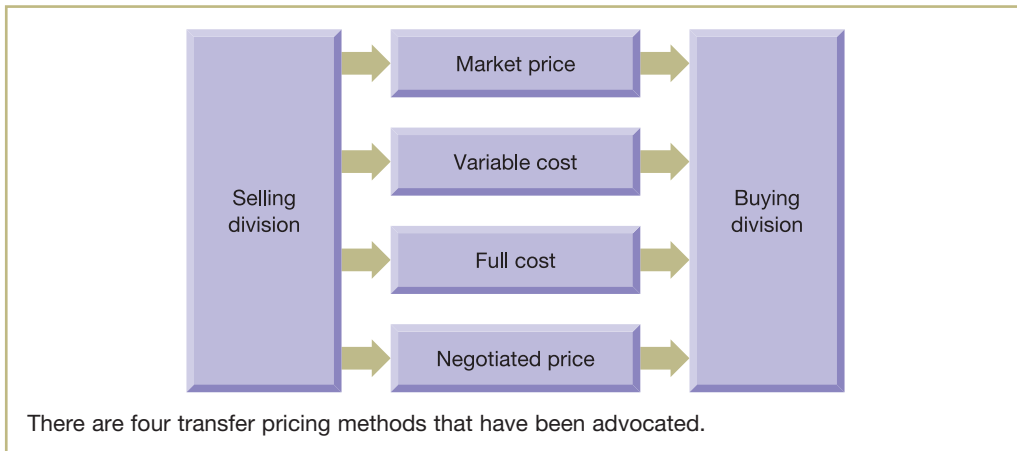 Selling
division
Market price
Variable cost
Full cost
Negotiated price
Buying
division
There are four transfer pricing methods that have been advocated.